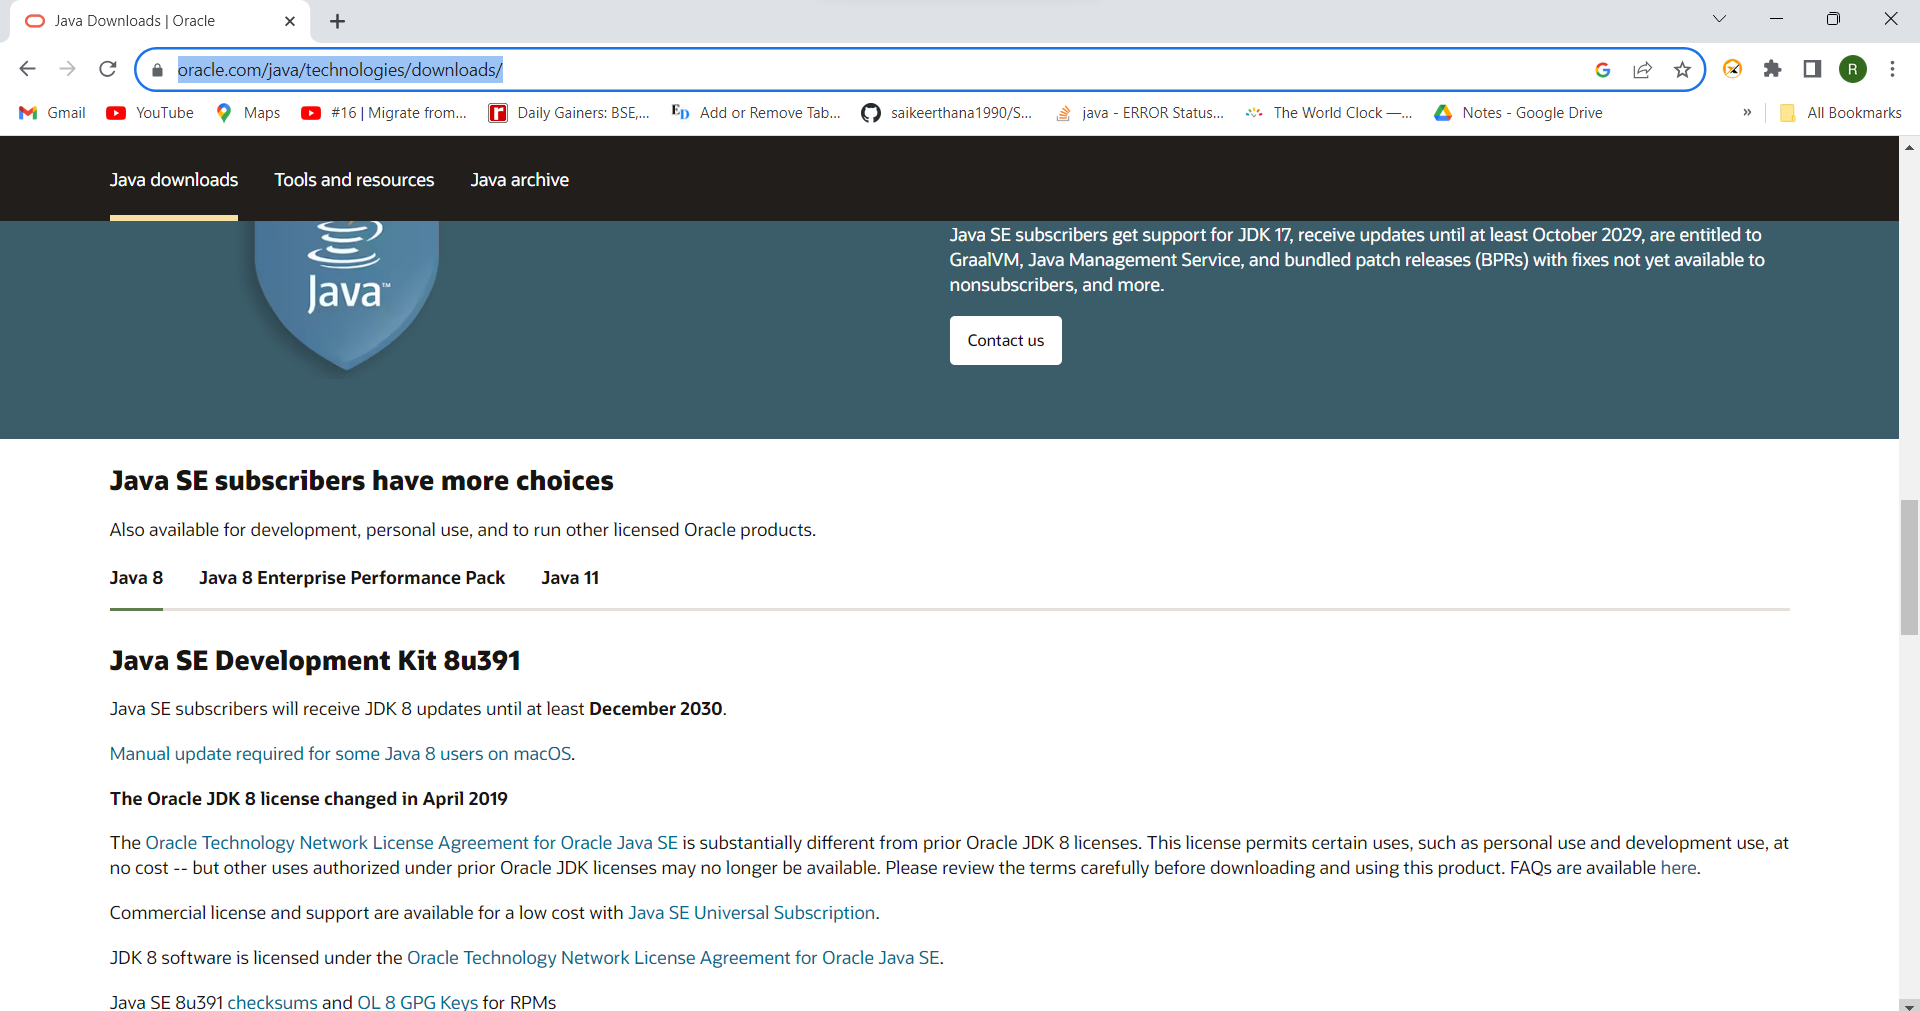 Java Downloads | Oracle
oracle.com/java/technologies/downloads/
R
Gmail YouTube Maps #16 | Migrate from... Daily Gainers: BSE,... Add or Remove Tab... saikeerthana1990/S... java - ERROR Status... The World Clock —... Notes - Google Drive » All Bookmarks
Java downloads Tools and resources Java archive
Java™
Java SE subscribers get support for JDK 17, receive updates until at least October 2029, are entitled to
GraalVM, Java Management Service, and bundled patch releases (BPRs) with fixes not yet available to
nonsubscribers, and more.
Contact us
Java SE subscribers have more choices
Also available for development, personal use, and to run other licensed Oracle products.
Java 8 Java 8 Enterprise Performance Pack Java 11
Java SE Development Kit 8u391
Java SE subscribers will receive JDK 8 updates until at least December 2030.
Manual update required for some Java 8 users on macOS.
The Oracle JDK 8 license changed in April 2019
The Oracle Technology Network License Agreement for Oracle Java SE is substantially different from prior Oracle JDK 8 licenses. This license permits certain uses, such as personal use and development use, at
no cost -- but other uses authorized under prior Oracle JDK licenses may no longer be available. Please review the terms carefully before downloading and using this product. FAQs are available here.
Commercial license and support are available for a low cost with Java SE Universal Subscription.
JDK 8 software is licensed under the Oracle Technology Network License Agreement for Oracle Java SE.
Java SE 8u391 checksums and OL 8 GPG Keys for RPMs